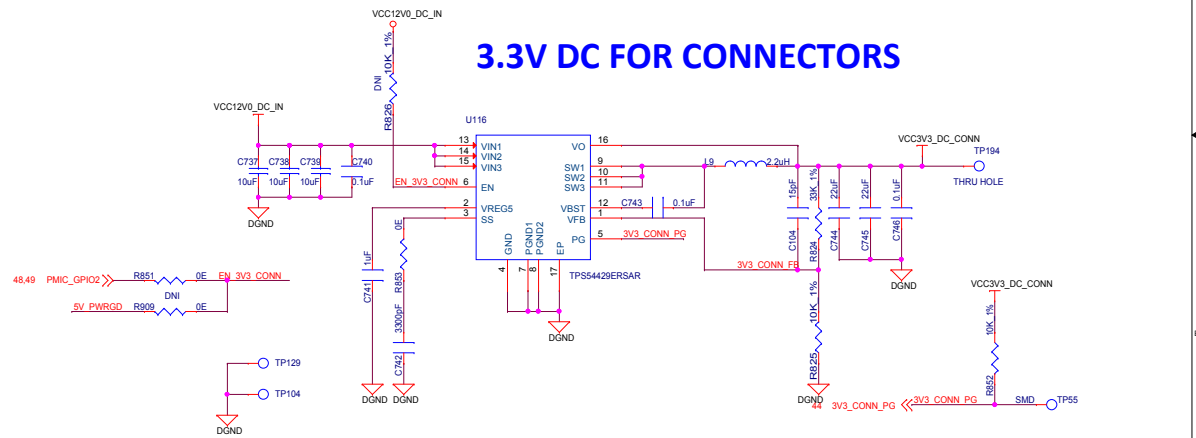 VCC12V0_DC_IN
3.3V DC FOR CONNECTORS
10K_1%
DNI
R826
VCC12V0_DC_IN
U116
VCC3V3_DC_CONN
TP194
THRU HOLE
C737 C738 C739 C740
10uF 10uF 10uF 0.1uF
DGND
13 VIN1
14 VIN2
15 VIN3
EN_3V3_CONN 6 EN
2 VREG5
3 SS
VO 16
SW1 9
SW2 10
SW3 11
VBST 12
VFB 1
PG 5
GND PGND1 PGND2 EP
4 7 8 17
TPS54429ERSAR
DGND
L9 2.2uH
C743 0.1uF
3V3_CONN_PG
3V3_CONN_FB
15pF
C104
33K_1%
R824
22uF
C744
22uF
C745
0.1uF
C746
DGND
1uF
C741
0E
R853
3300pF
C742
DGND DGND
48,49 PMIC_GPIO2 R851 0E EN_3V3_CONN
DNI
5V_PWRGD R909 0E
TP129
TP104
DGND
10K_1%
R825
DGND
VCC3V3_DC_CONN
10K_1%
R852
44 3V3_CONN_PG 3V3_CONN_PG SMD TP55